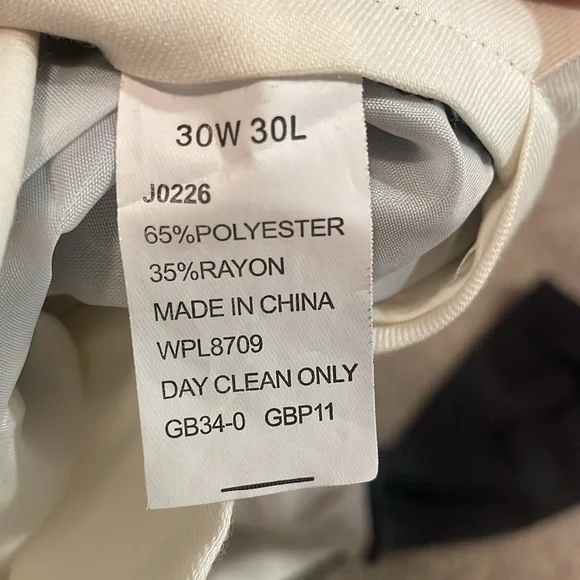 30W 30L
J0226
65%POLYESTER
35%RAYON
MADE IN CHINA
WPL8709
DAY CLEAN ONLY
GB34-0 GBP11